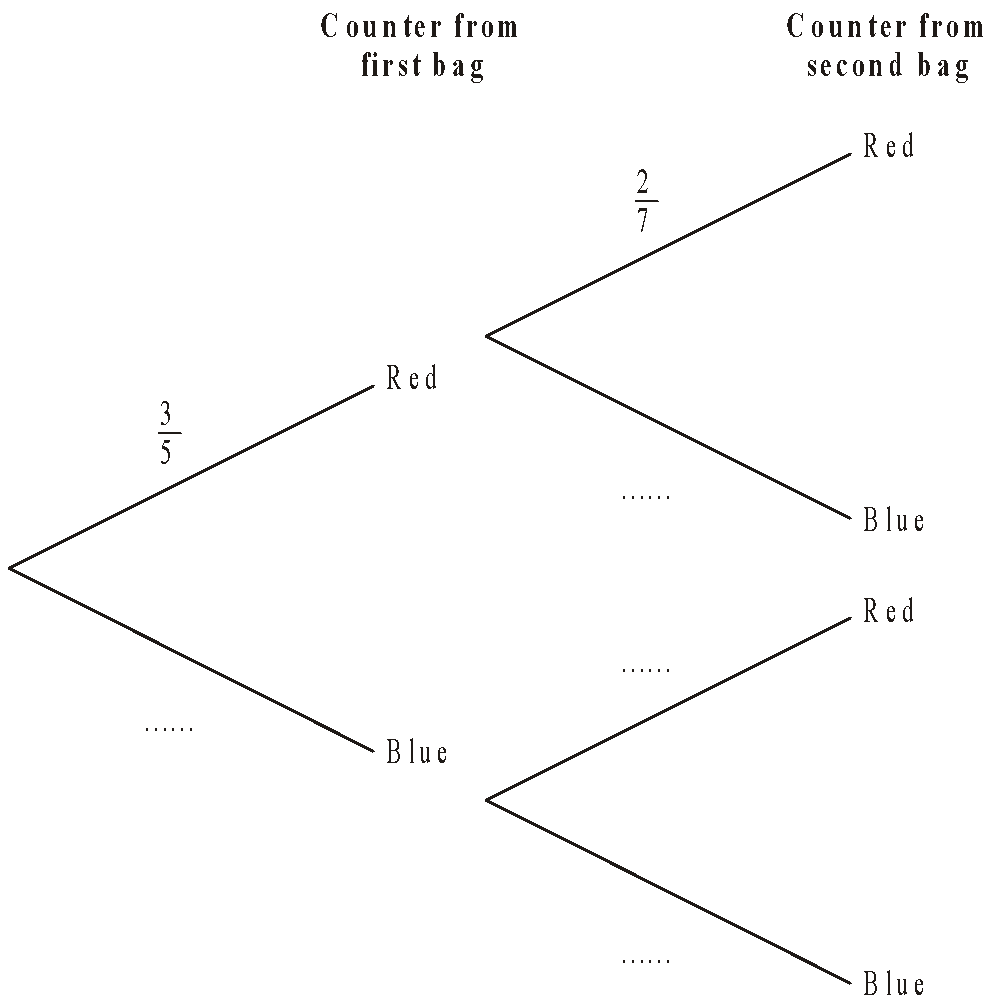 Counter from
first bag
Counter from
second bag
Red
2
7
Red
3
5
......
Blue
Red
......
......
Blue
......
Blue